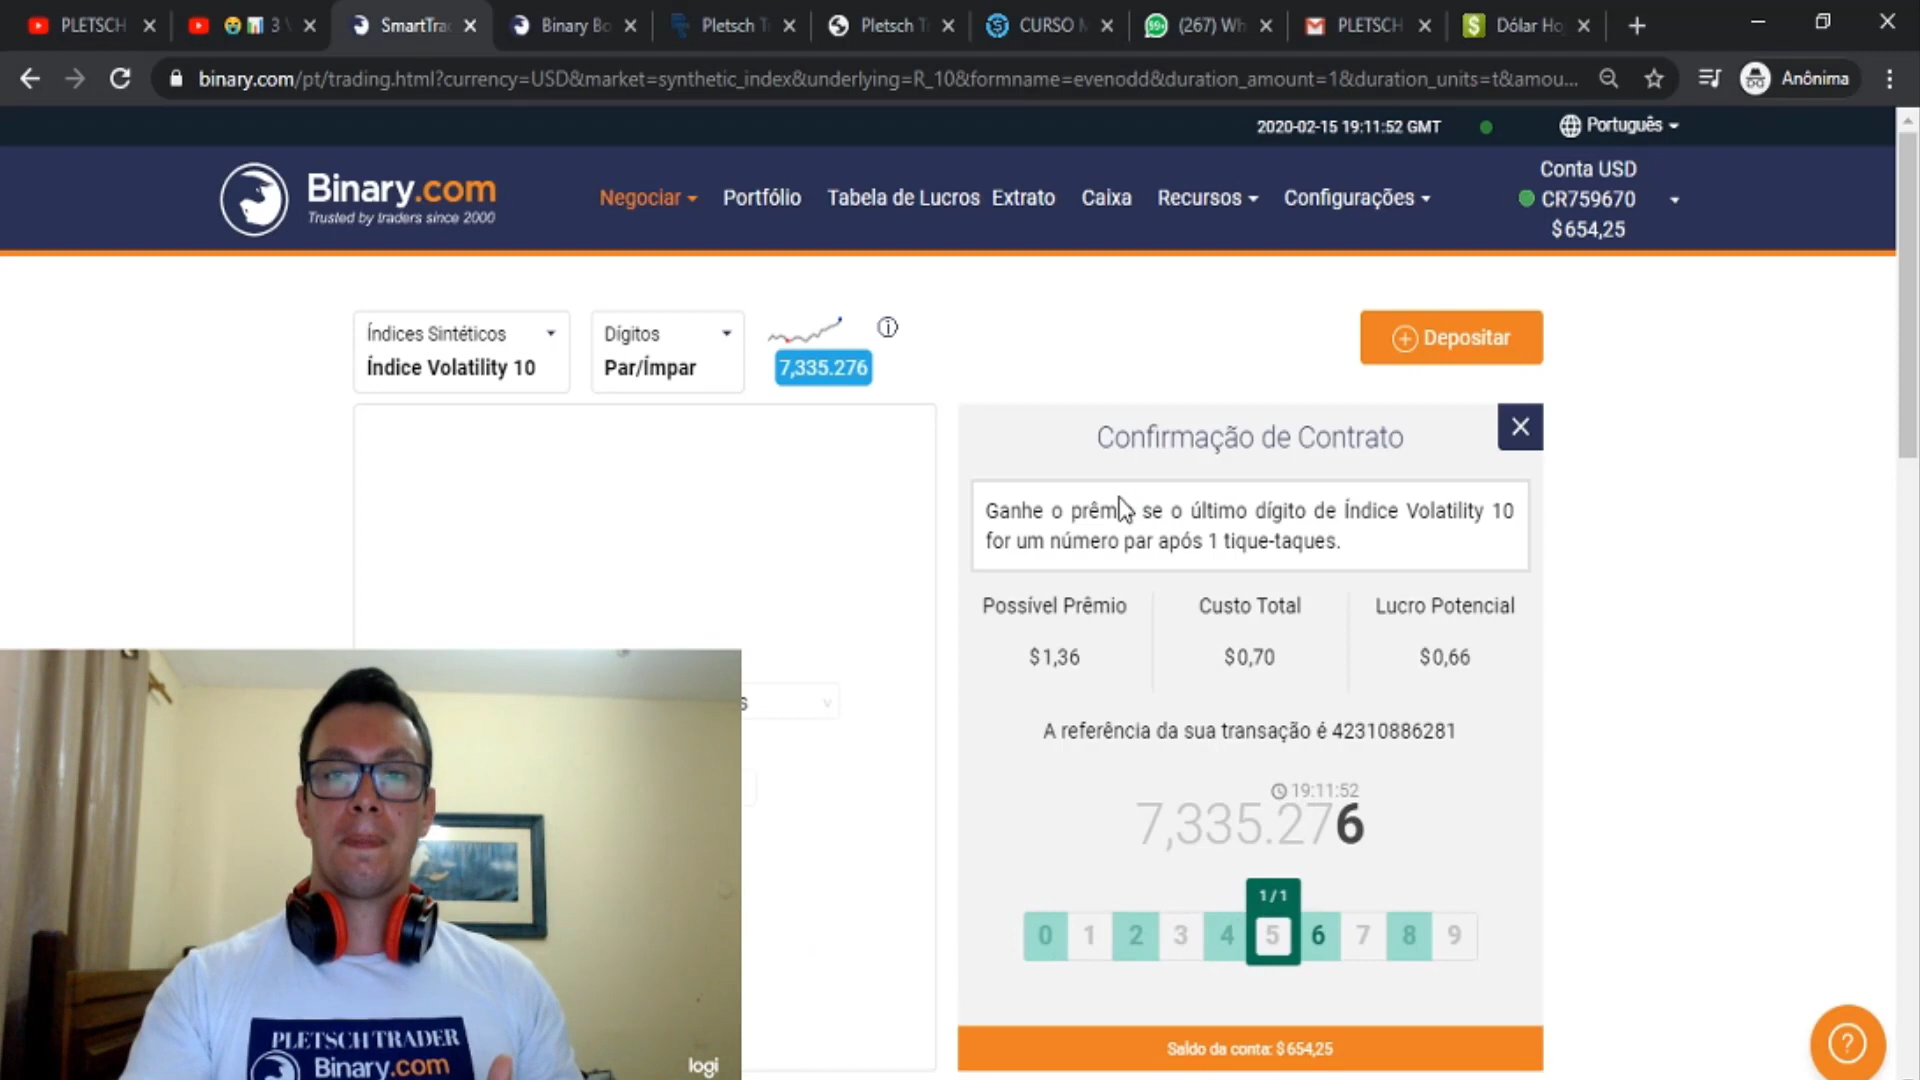 PLETSCH
3
SmartTra
Binary Bo
Pletsch T
Pletsch T
CURSO
(267) Wh
PLETSCH
Dólar Ho
binary.com/pt/trading.html?currency=USD&market=synthetic_index&underlying=R_10&formname=evenodd&duration_amount=1&duration_units=t&amou...
Anônima
2020-02-15 19:11:52 GMT
Português
Binary.com
Trusted by traders since 2000
Negociar
Portfólio
Tabela de Lucros
Extrato
Caixa
Recursos
Configurações
Conta USD
CR759670
$654,25
Índices Sintéticos
Índice Volatility 10
Dígitos
Par/Ímpar
7,335.276
Depositar
Confirmação de Contrato
Ganhe o prêm se o último dígito de Índice Volatility 10
for um número par após 1 tique-taques.
Possível Prêmio
Custo Total
Lucro Potencial
$1,36
$0,70
$0,66
A referência da sua transação é 42310886281
19:11:52
7,335.276
1/1
0 1 2 3 4 5 6 7 8 9
Saldo da conta: $654,25
?
PLETSCH TRADER
Binary.com
logi